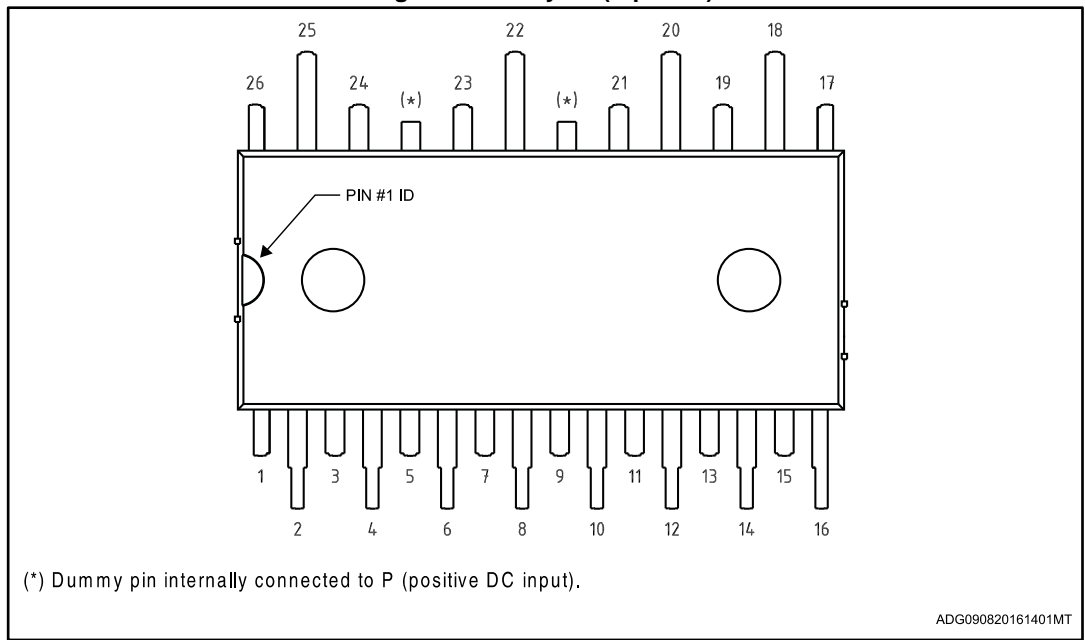 25 22 20 18
26 24 (*) 23 (*) 21 19 17
PIN #1 ID
1 3 5 7 9 11 13 15
2 4 6 8 10 12 14 16
(*) Dummy pin internally connected to P (positive DC input).
ADG090820161401MT